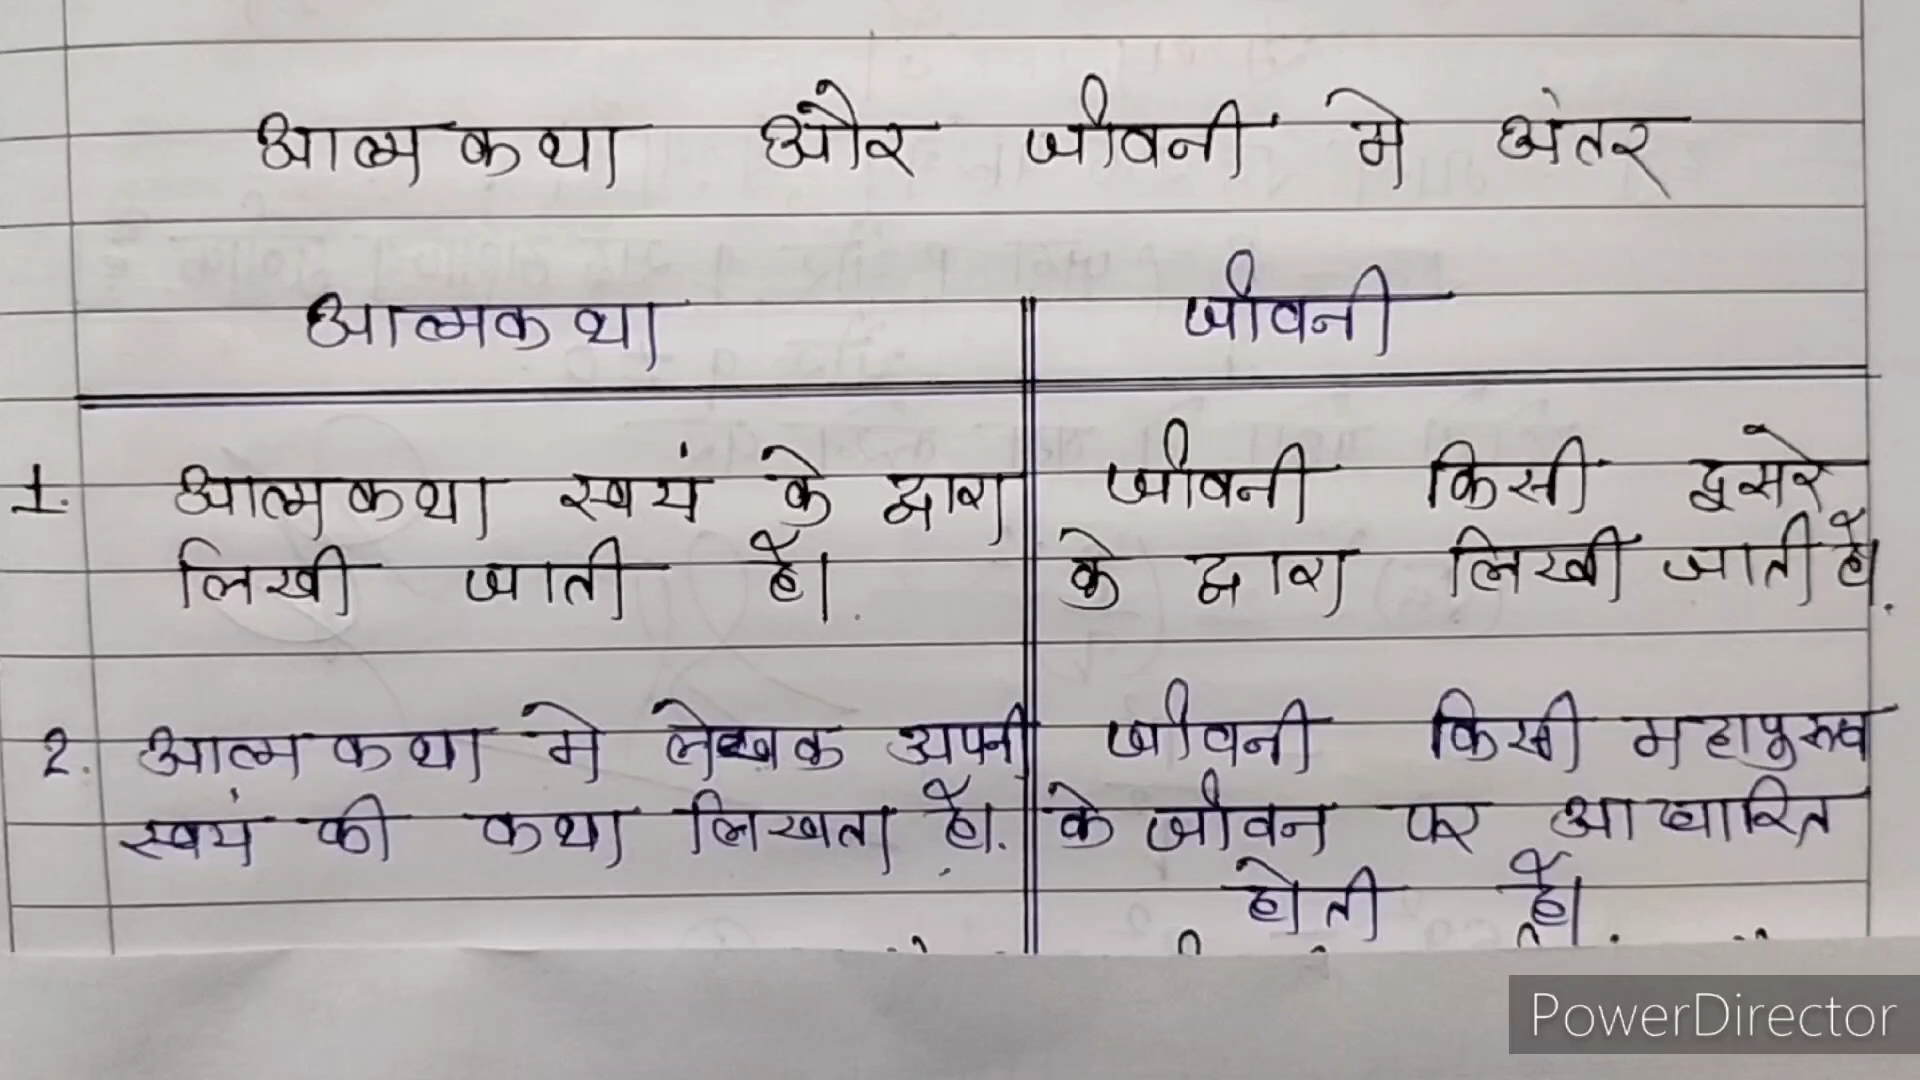 आत्मकथा और जीवनी मे अंतर
आत्मकथा जीवनी
1. आत्मकथा स्वयं के द्वारा
लिखी जाती है।
जीवनी किसी दुसरे
के द्वारा लिखी जाती है।
2. आत्मकथा मे लेखक अपनी
स्वयं की कथा लिखता है।
जीवनी किसी महापुरुष
के जीवन पर आधारित
होती है।
PowerDirector